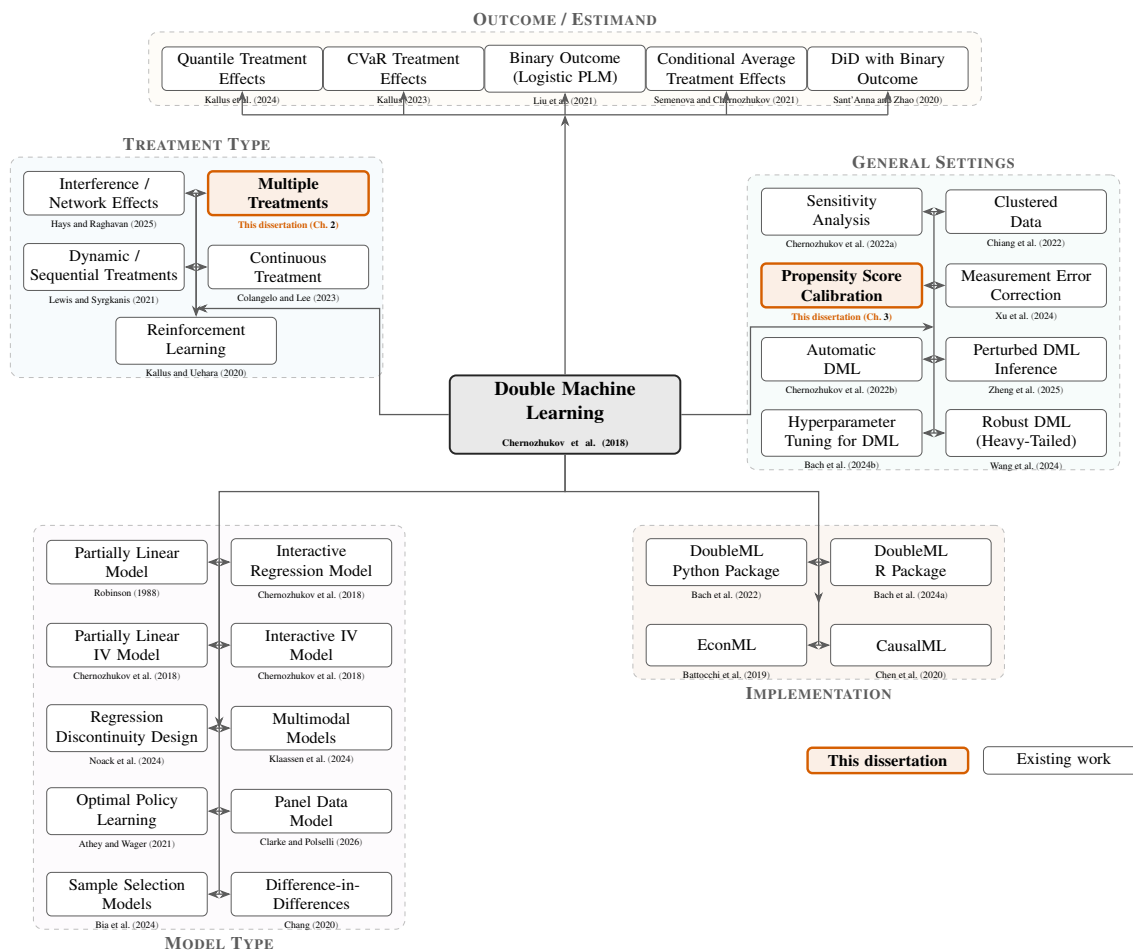 OUTCOME / ESTIMAND
Quantile Treatment
Effects
Kallus et al. (2024)
CVaR Treatment
Effects
Kallus (2023)
Binary Outcome
(Logistic PLM)
Liu et al. (2021)
Conditional Average
Treatment Effects
Semenova and Chernozhukov (2021)
DiD with Binary
Outcome
Sant'Anna and Zhao (2020)
TREATMENT TYPE
Interference /
Network Effects
Hays and Raghavan (2025)
Multiple
Treatments
This dissertation (Ch. 2)
Dynamic /
Sequential Treatments
Lewis and Syrgkanis (2021)
Continuous
Treatment
Colangelo and Lee (2023)
Reinforcement
Learning
Kallus and Uehara (2020)
GENERAL SETTINGS
Sensitivity
Analysis
Chernozhukov et al. (2022a)
Clustered
Data
Chiang et al. (2022)
Propensity Score
Calibration
This dissertation (Ch. 3)
Measurement Error
Correction
Xu et al. (2024)
Automatic
DML
Chernozhukov et al. (2022b)
Perturbed DML
Inference
Zheng et al. (2025)
Hyperparameter
Tuning for DML
Bach et al. (2024b)
Robust DML
(Heavy-Tailed)
Wang et al. (2024)
Double Machine
Learning
Chernozhukov et al. (2018)
Partially Linear
Model
Robinson (1988)
Interactive
Regression Model
Chernozhukov et al. (2018)
Partially Linear
IV Model
Chernozhukov et al. (2018)
Interactive IV
Model
Chernozhukov et al. (2018)
Regression
Discontinuity Design
Noack et al. (2024)
Multimodal
Models
Klaassen et al. (2024)
Optimal Policy
Learning
Athey and Wager (2021)
Panel Data
Model
Clarke and Polselli (2026)
Sample Selection
Models
Bia et al. (2024)
Difference-in-
Differences
Chang (2020)
MODEL TYPE
DoubleML
Python Package
Bach et al. (2022)
DoubleML
R Package
Bach et al. (2024a)
EconML
Battocchi et al. (2019)
CausalML
Chen et al. (2020)
IMPLEMENTATION
This dissertation
Existing work